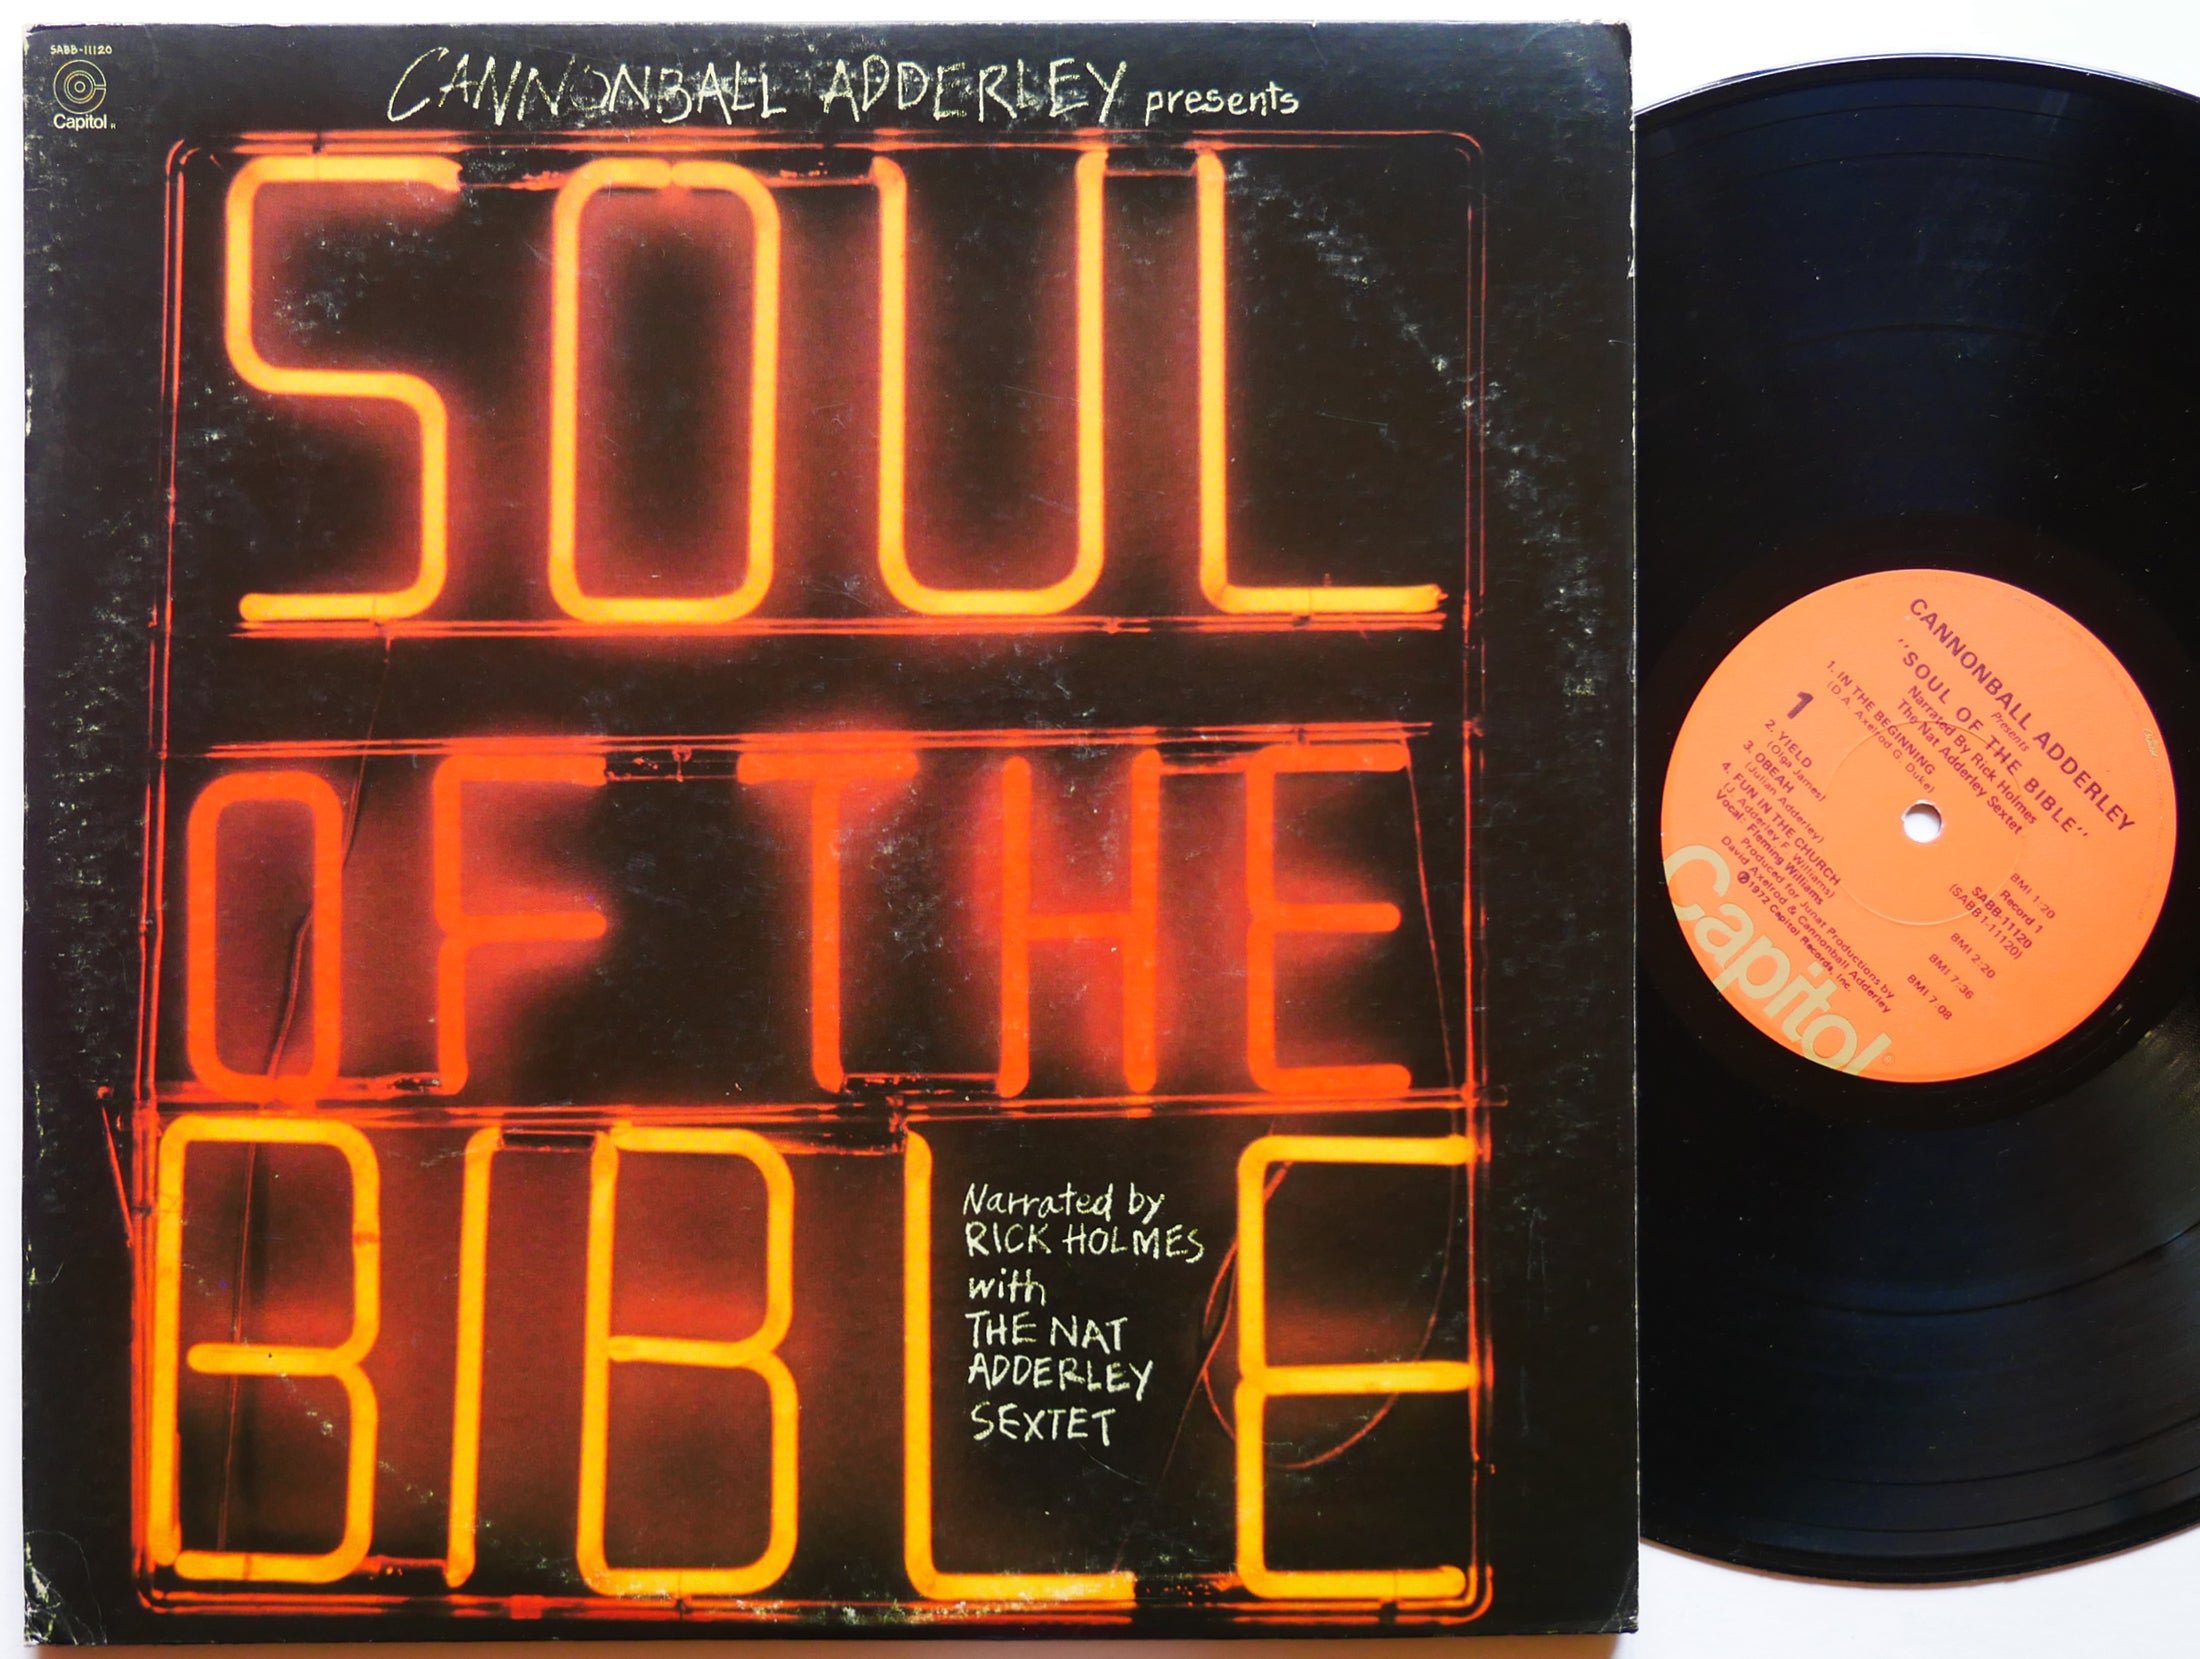 SABB-11120
Capitol R
CANNONBALL ADDERLEY presents
SOUL
OF THE
BIBLE
Narrated by
RICK HOLMES
with
THE NAT
ADDERLEY
SEXTET
CANNONBALL ADDERLEY
Presents
"SOUL OF THE BIBLE"
Narrated By Rick Holmes
The Nat Adderley Sextet
1
Record 1
SABB-11120
(SABB1-11120)
1. IN THE BEGINNING BMI 1:20
(D.A. Axelrod G. Duke)
2. YIELD BMI 2:20
(Olga James)
3. OBEAH BMI 7:36
(Julian Adderley)
4. FUN IN THE CHURCH BMI 7:08
(J. Adderley, F. Williams)
Vocal: Fleming Williams
Produced for Junat Productions by
David Axelrod & Cannonball Adderley
℗1972 Capitol Records, Inc.
Capitol®